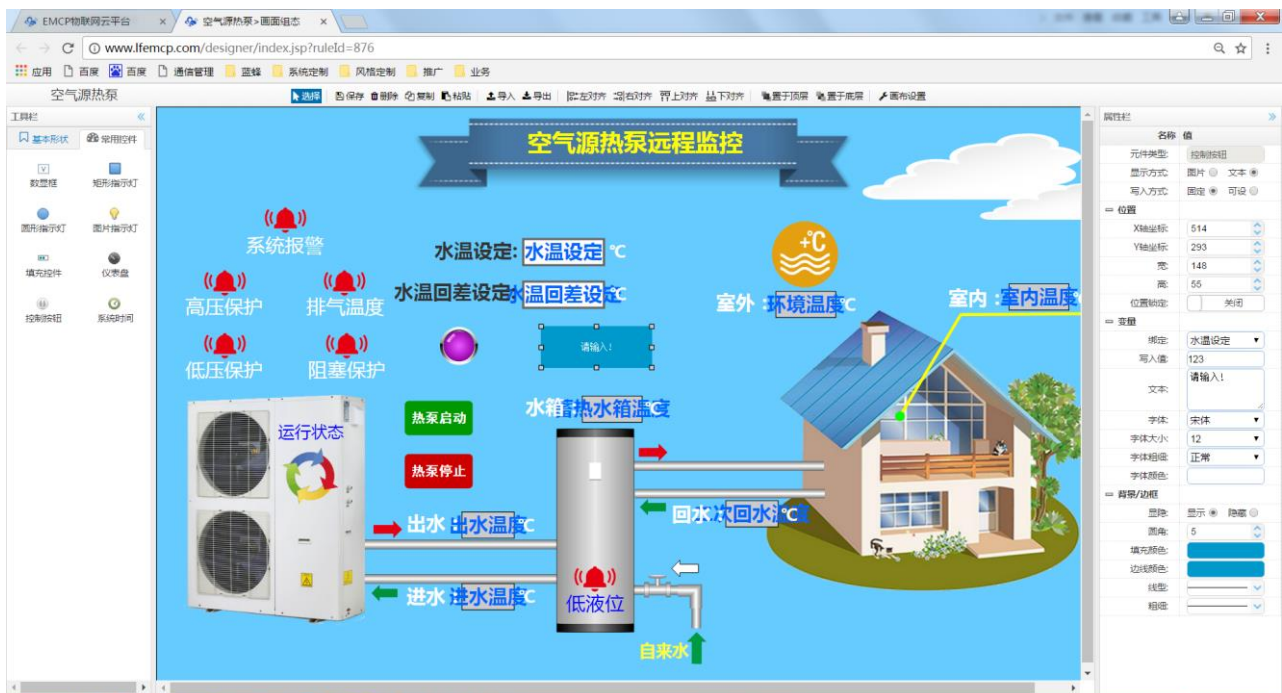 EMCP物联网云平台 空气源热泵>画面组态
www.lfemcp.com/designer/index.jsp?ruleId=876
应用 百度 百度 通信管理 蓝蜂 系统定制 风格定制 推广 业务
空气源热泵 选择 保存 删除 复制 粘贴 导入 导出 左对齐 右对齐 上对齐 下对齐 置于顶层 置于底层 画布设置
工具栏
基本形状 常用控件
数显框 矩形指示灯
圆形指示灯 图片指示灯
填充控件 仪表盘
控制按钮 系统时间
空气源热泵远程监控
系统报警
高压保护 排气温度
低压保护 阻塞保护
水温设定: 水温设定 ℃
水温回差设定 水温回差设定
请输入!
+°C
室外: 环境温度
室内: 室内温度
热泵启动
热泵停止
运行状态
水箱 热水箱温度
出水 出水温度℃
进水 进水温度
回水 次回水温度
低液位
自来水
属性栏
名称 值
元件类型: 控制按钮
显示方式: 图片 文本
写入方式: 固定 可设
位置
X轴坐标: 514
Y轴坐标: 293
宽: 148
高: 55
位置锁定: 关闭
变量
绑定: 水温设定
写入值: 123
文本: 请输入!
字体: 宋体
字体大小: 12
字体粗细: 正常
字体颜色:
背景/边框
显隐: 显示 隐藏
圆角: 5
填充颜色:
边线颜色:
线型:
粗细: